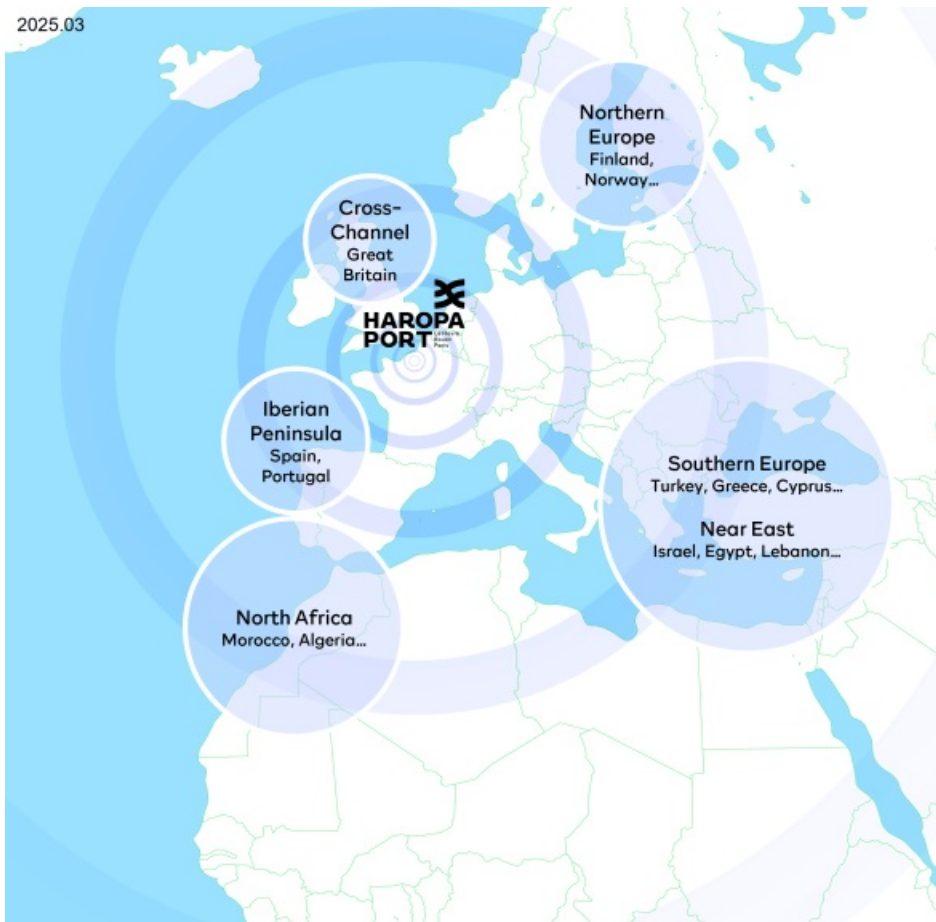 2025.03
Northern
Europe
Finland,
Norway...
Cross-
Channel
Great
Britain
HAROPA
PORT
Iberian
Peninsula
Spain,
Portugal
Southern Europe
Turkey, Greece, Cyprus...
Near East
Israel, Egypt, Lebanon...
North Africa
Morocco, Algeria...